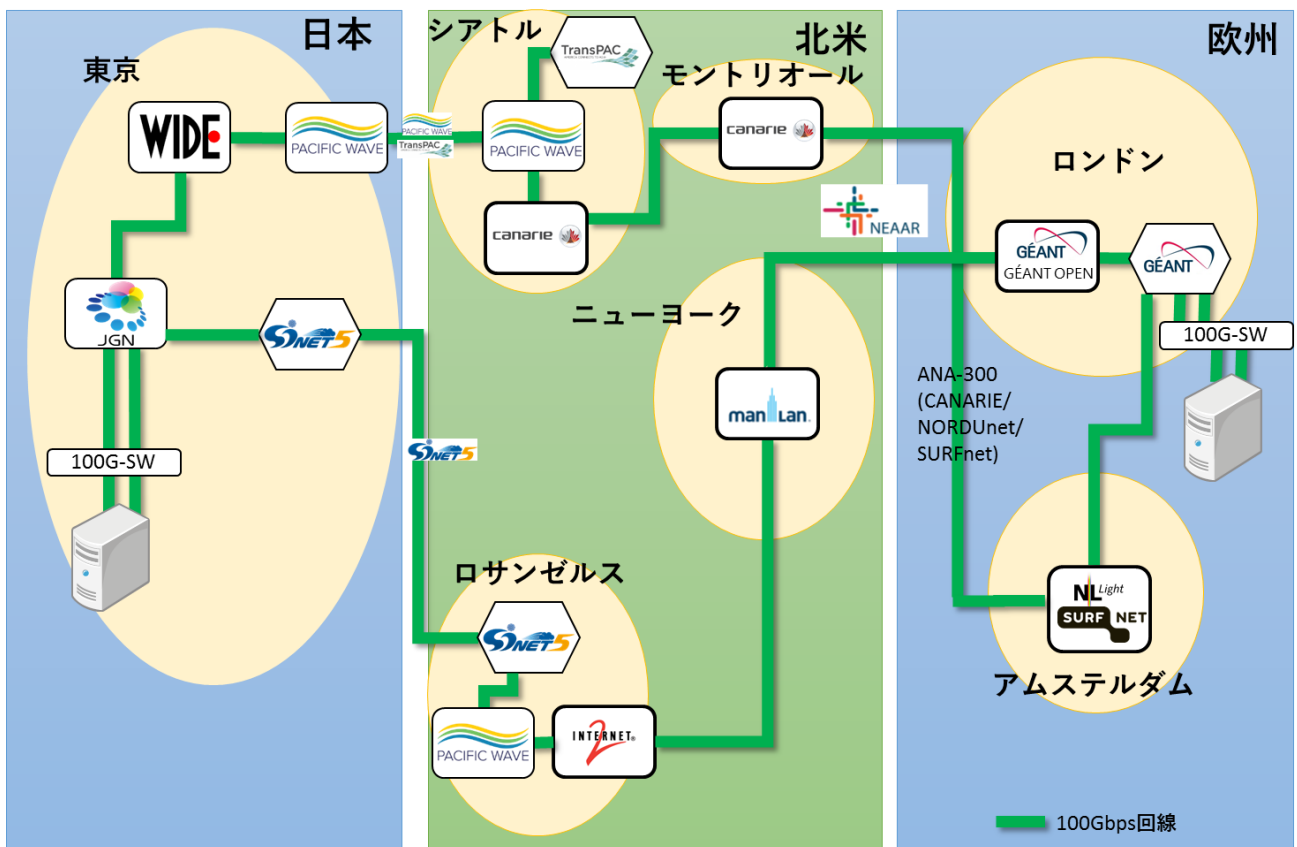 日本
東京
WIDE
PACIFIC WAVE
JGN
SINET5
100G-SW
PACIFIC WAVE
TransPAC
SINET5
北米
シアトル
TransPAC
PACIFIC WAVE
canarie
モントリオール
canarie
NEAAR
ニューヨーク
man Lan.
ロサンゼルス
SINET5
PACIFIC WAVE
INTERNET®
2
欧州
ロンドン
GÉANT
GÉANT OPEN
GÉANT
100G-SW
ANA-300
(CANARIE/
NORDUnet/
SURFnet)
NL Light
SURF NET
アムステルダム
100Gbps回線